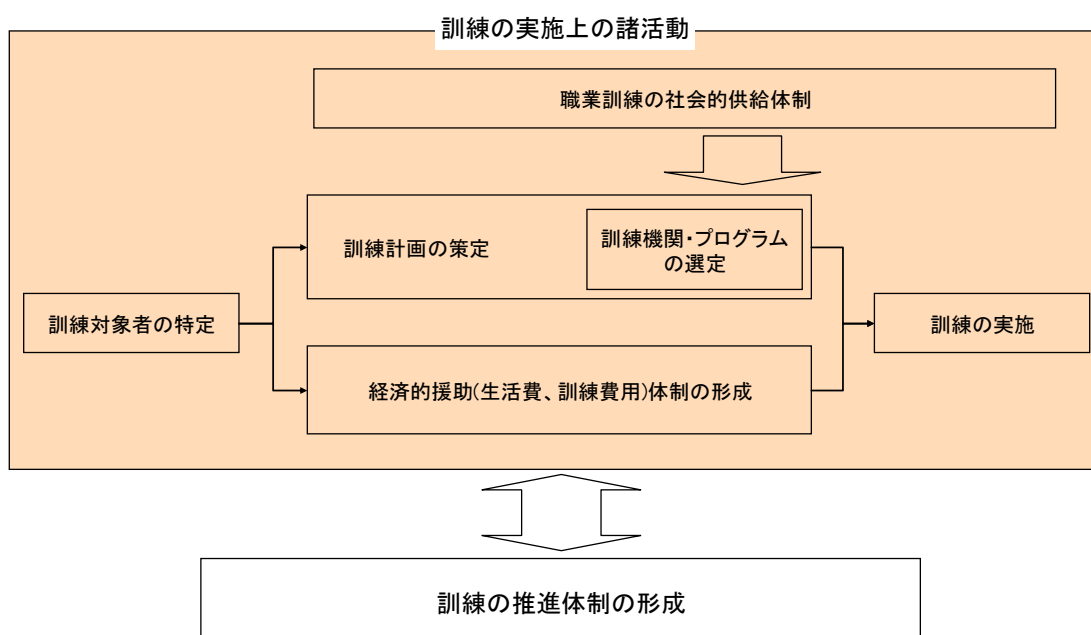 訓練の実施上の諸活動
職業訓練の社会的供給体制
訓練計画の策定
訓練機関・プログラム
の選定
訓練対象者の特定
訓練の実施
経済的援助(生活費、訓練費用)体制の形成
訓練の推進体制の形成